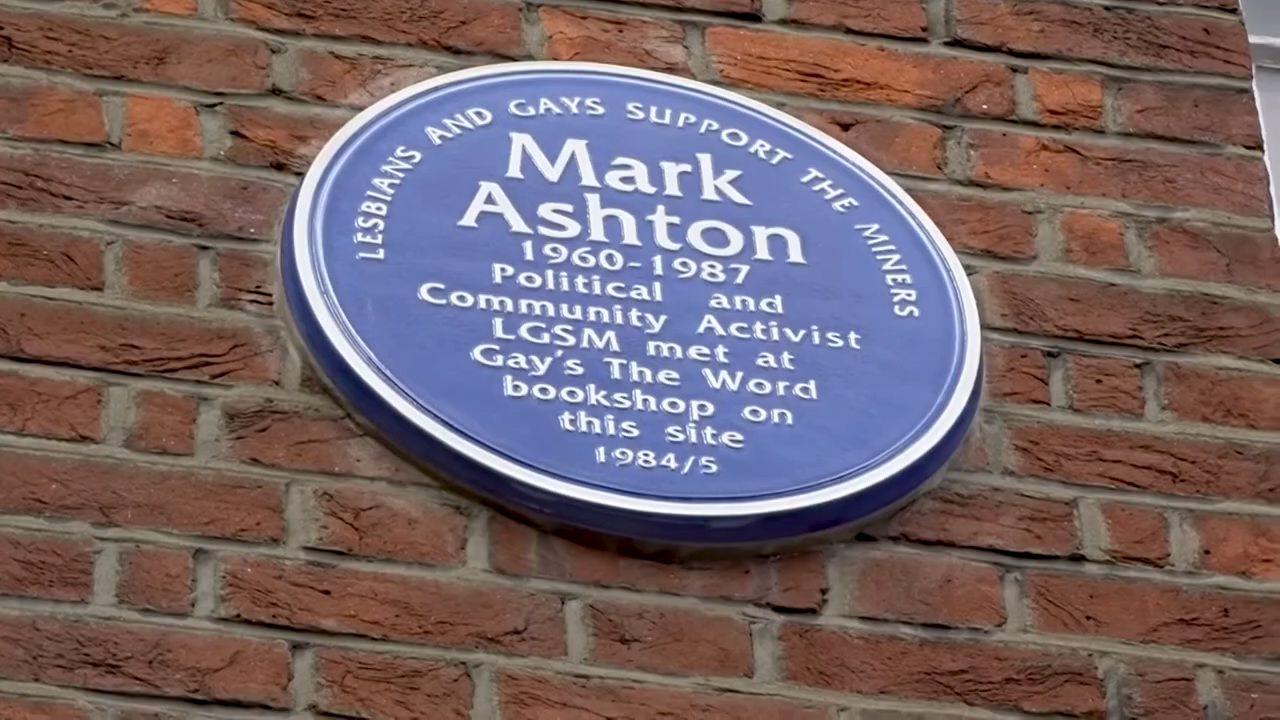 LESBIANS AND GAYS SUPPORT THE MINERS
Mark
Ashton
1960-1987
Political and
Community Activist
LGSM met at
Gay's The Word
bookshop on
this site
1984/5